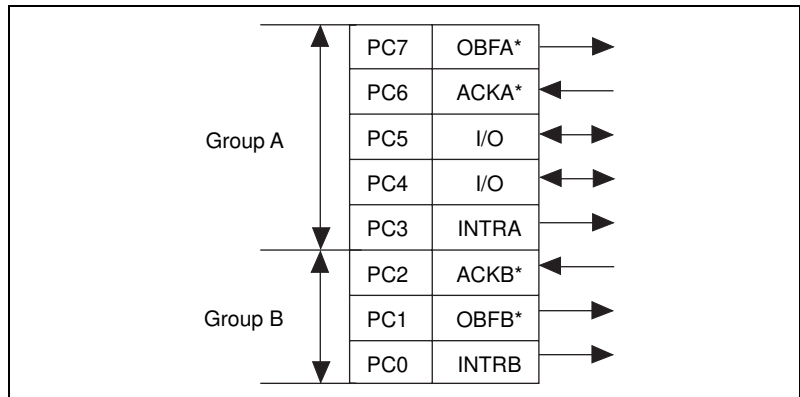 PC7 OBFA*
PC6 ACKA*
Group A PC5 I/O
PC4 I/O
PC3 INTRA
PC2 ACKB*
Group B PC1 OBFB*
PC0 INTRB